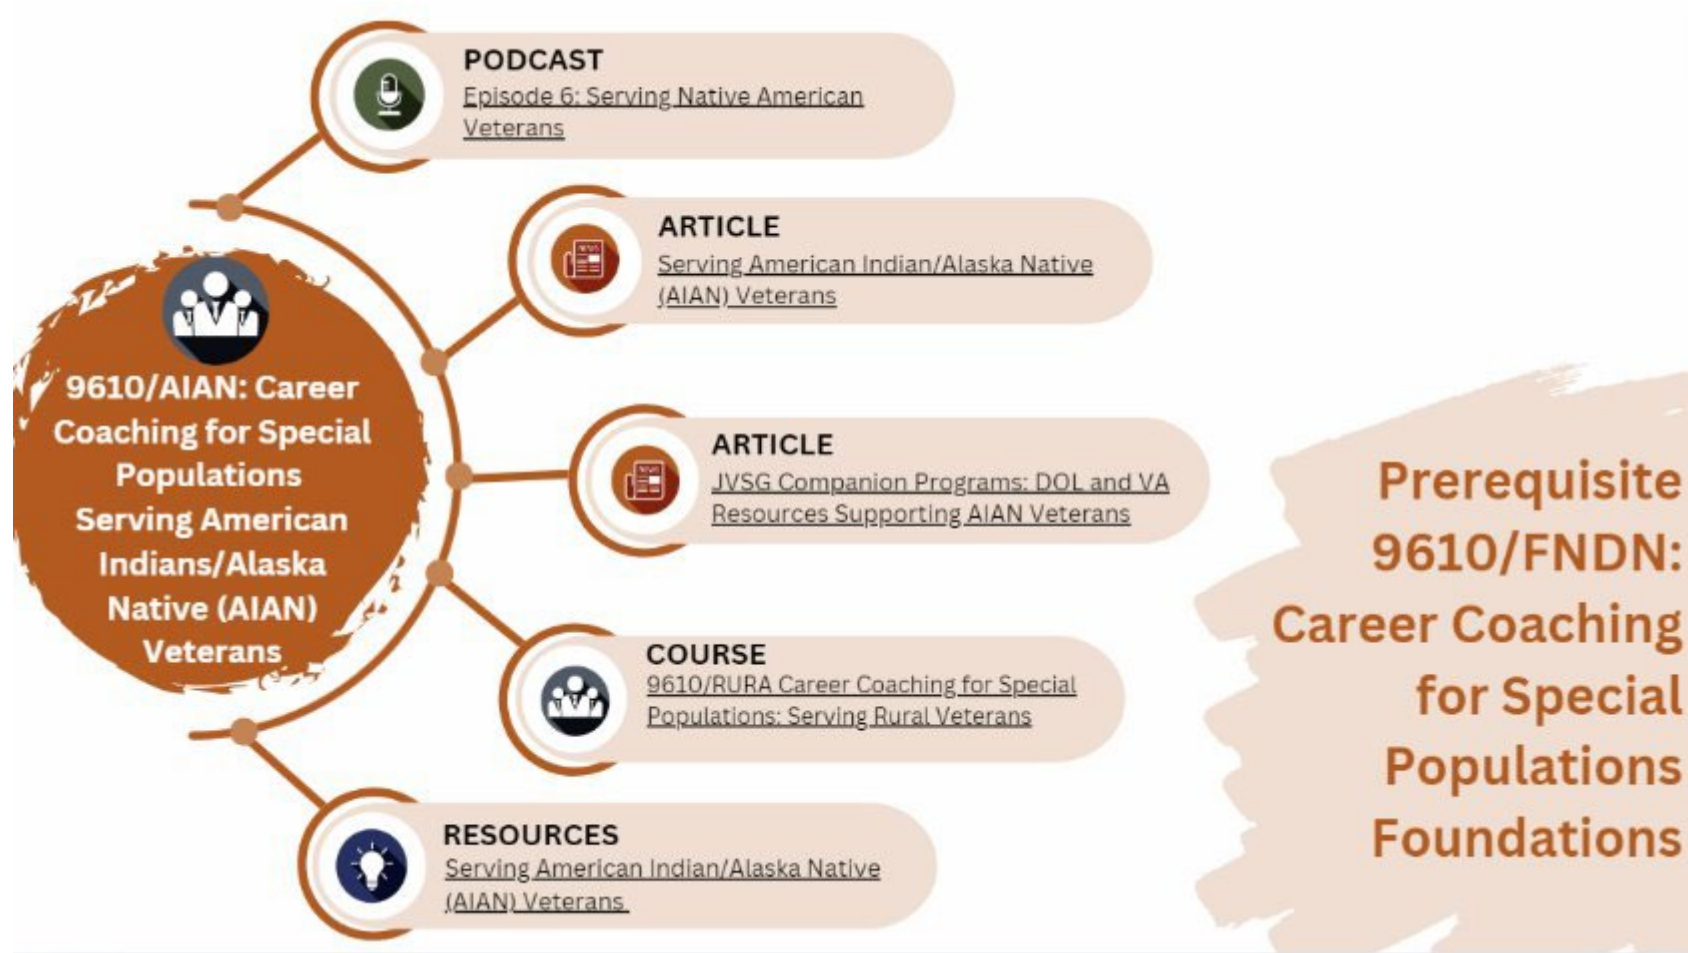 PODCAST
Episode 6: Serving Native American
Veterans
ARTICLE
Serving American Indian/Alaska Native
(AIAN) Veterans
9610/AIAN: Career
Coaching for Special
Populations
Serving American
Indians/Alaska
Native (AIAN)
Veterans
ARTICLE
JVSG Companion Programs: DOL and VA
Resources Supporting AIAN Veterans
COURSE
9610/RURA Career Coaching for Special
Populations: Serving Rural Veterans
RESOURCES
Serving American Indian/Alaska Native
(AIAN) Veterans
Prerequisite
9610/FNDN:
Career Coaching
for Special
Populations
Foundations